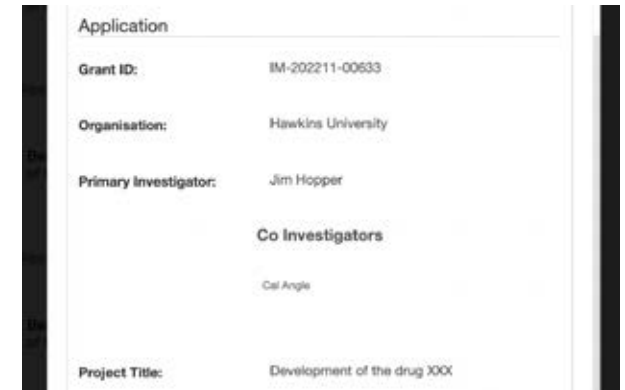 Application
Grant ID: IM-202211-00633
Organisation: Hawkins University
Primary Investigator: Jim Hopper
Co Investigators
Cal Angle
Project Title: Development of the drug XXX